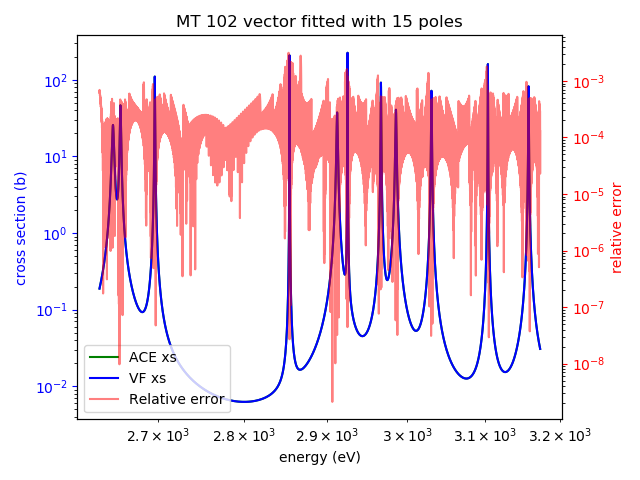 MT 102 vector fitted with 15 poles
10²
10¹
10⁰
10⁻¹
10⁻²
cross section (b)
10⁻³
10⁻⁴
10⁻⁵
10⁻⁶
10⁻⁷
10⁻⁸
relative error
ACE xs
VF xs
Relative error
2.7 × 10³ 2.8 × 10³ 2.9 × 10³ 3 × 10³ 3.1 × 10³ 3.2 × 10³
energy (eV)